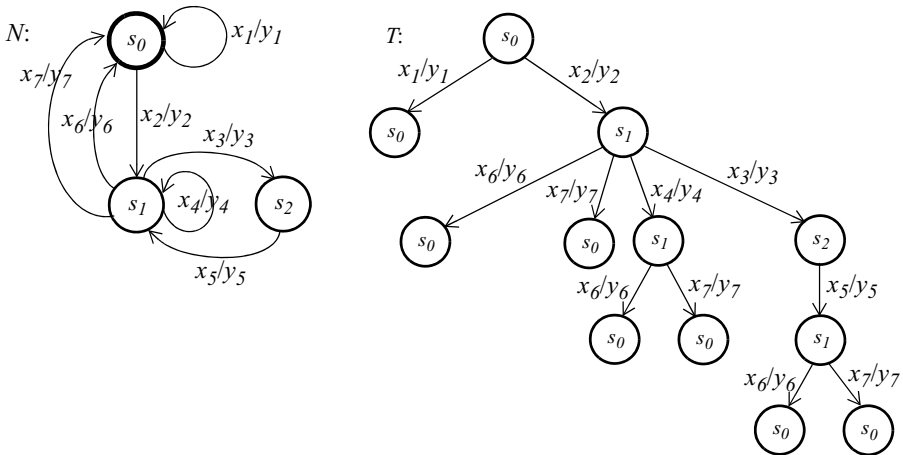 N:
s0
x1/y1
x7/y7
x6/y6
x2/y2
x3/y3
s1
x4/y4
s2
x5/y5
T:
s0
x1/y1
x2/y2
s0
s1
x6/y6
x7/y7
x4/y4
x3/y3
s0
s0
s1
s2
x6/y6
x7/y7
x5/y5
s0
s0
s1
x6/y6
x7/y7
s0
s0